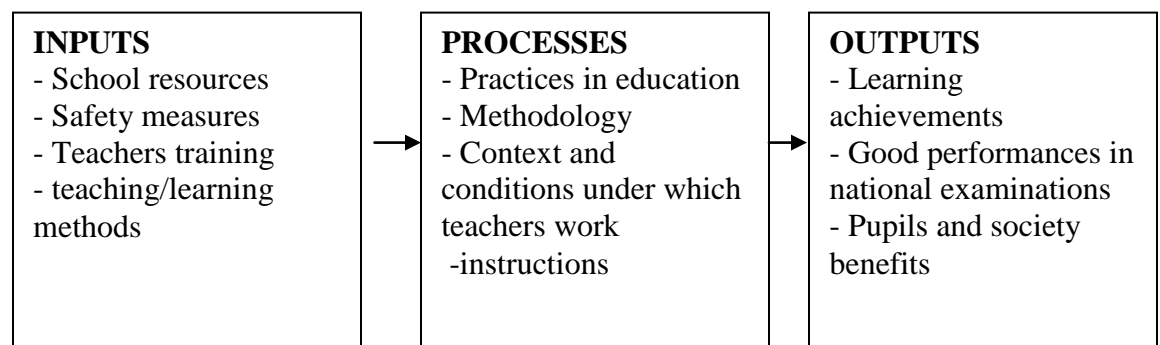 INPUTS
- School resources
- Safety measures
- Teachers training
- teaching/learning
methods
PROCESSES
- Practices in education
- Methodology
- Context and
conditions under which
teachers work
-instructions
OUTPUTS
- Learning
achievements
- Good performances in
national examinations
- Pupils and society
benefits